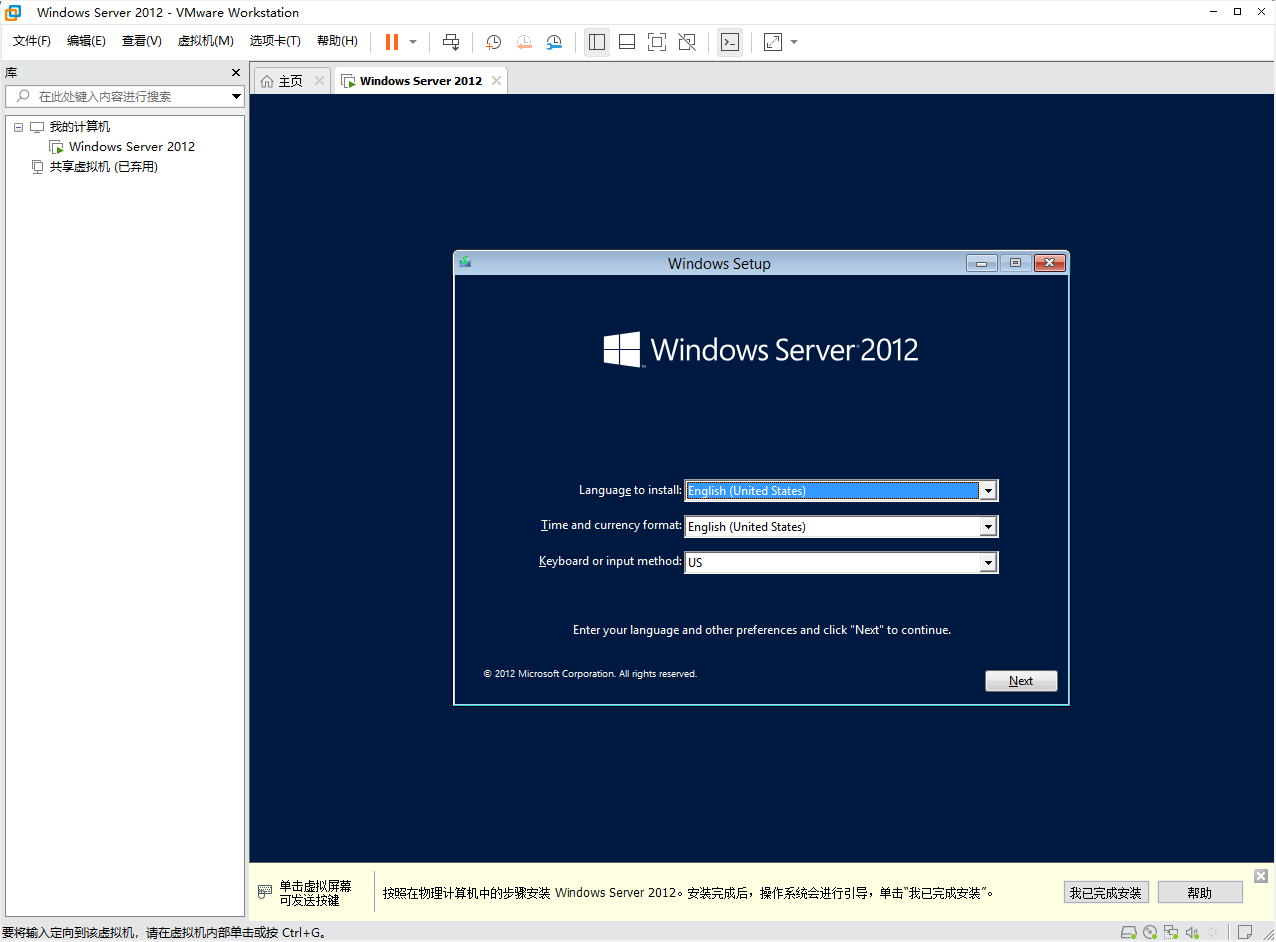 Windows Server 2012 - VMware Workstation
文件(F) 编辑(E) 查看(V) 虚拟机(M) 选项卡(T) 帮助(H)
库
在此处键入内容进行搜索
我的计算机
Windows Server 2012
共享虚拟机 (已弃用)
主页
Windows Server 2012
Windows Setup
Windows Server 2012
Language to install: English (United States)
Time and currency format: English (United States)
Keyboard or input method: US
Enter your language and other preferences and click "Next" to continue.
© 2012 Microsoft Corporation. All rights reserved.
Next
单击虚拟屏幕
可发送按键
按照在物理计算机中的步骤安装 Windows Server 2012。安装完成后，操作系统会进行引导，单击“我已完成安装”。
我已完成安装
帮助
要将输入定向到该虚拟机，请在虚拟机内部单击或按 Ctrl+G。